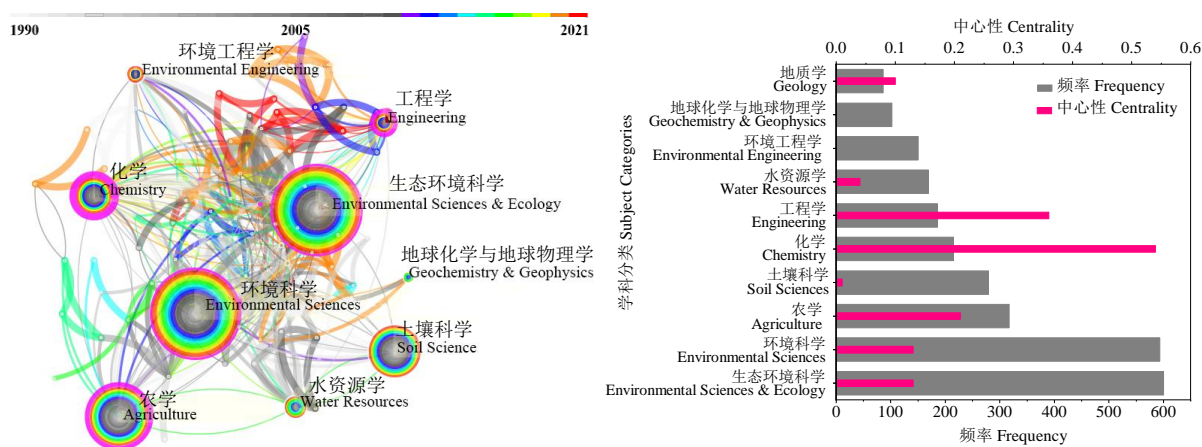 1990
2005
2021
环境工程学
Environmental Engineering
工程学
Engineering
化学
Chemistry
生态环境科学
Environmental Sciences & Ecology
地球化学与地球物理学
Geochemistry & Geophysics
环境科学
Environmental Sciences
土壤科学
Soil Science
水资源学
Water Resources
农学
Agriculture
中心性 Centrality
0.0 0.1 0.2 0.3 0.4 0.5 0.6
频率 Frequency
中心性 Centrality
学科分类 Subject Categories
地质学
Geology
地球化学与地球物理学
Geochemistry & Geophysics
环境工程学
Environmental Engineering
水资源学
Water Resources
工程学
Engineering
化学
Chemistry
土壤科学
Soil Sciences
农学
Agriculture
环境科学
Environmental Sciences
生态环境科学
Environmental Sciences & Ecology
0 100 200 300 400 500 600
频率 Frequency